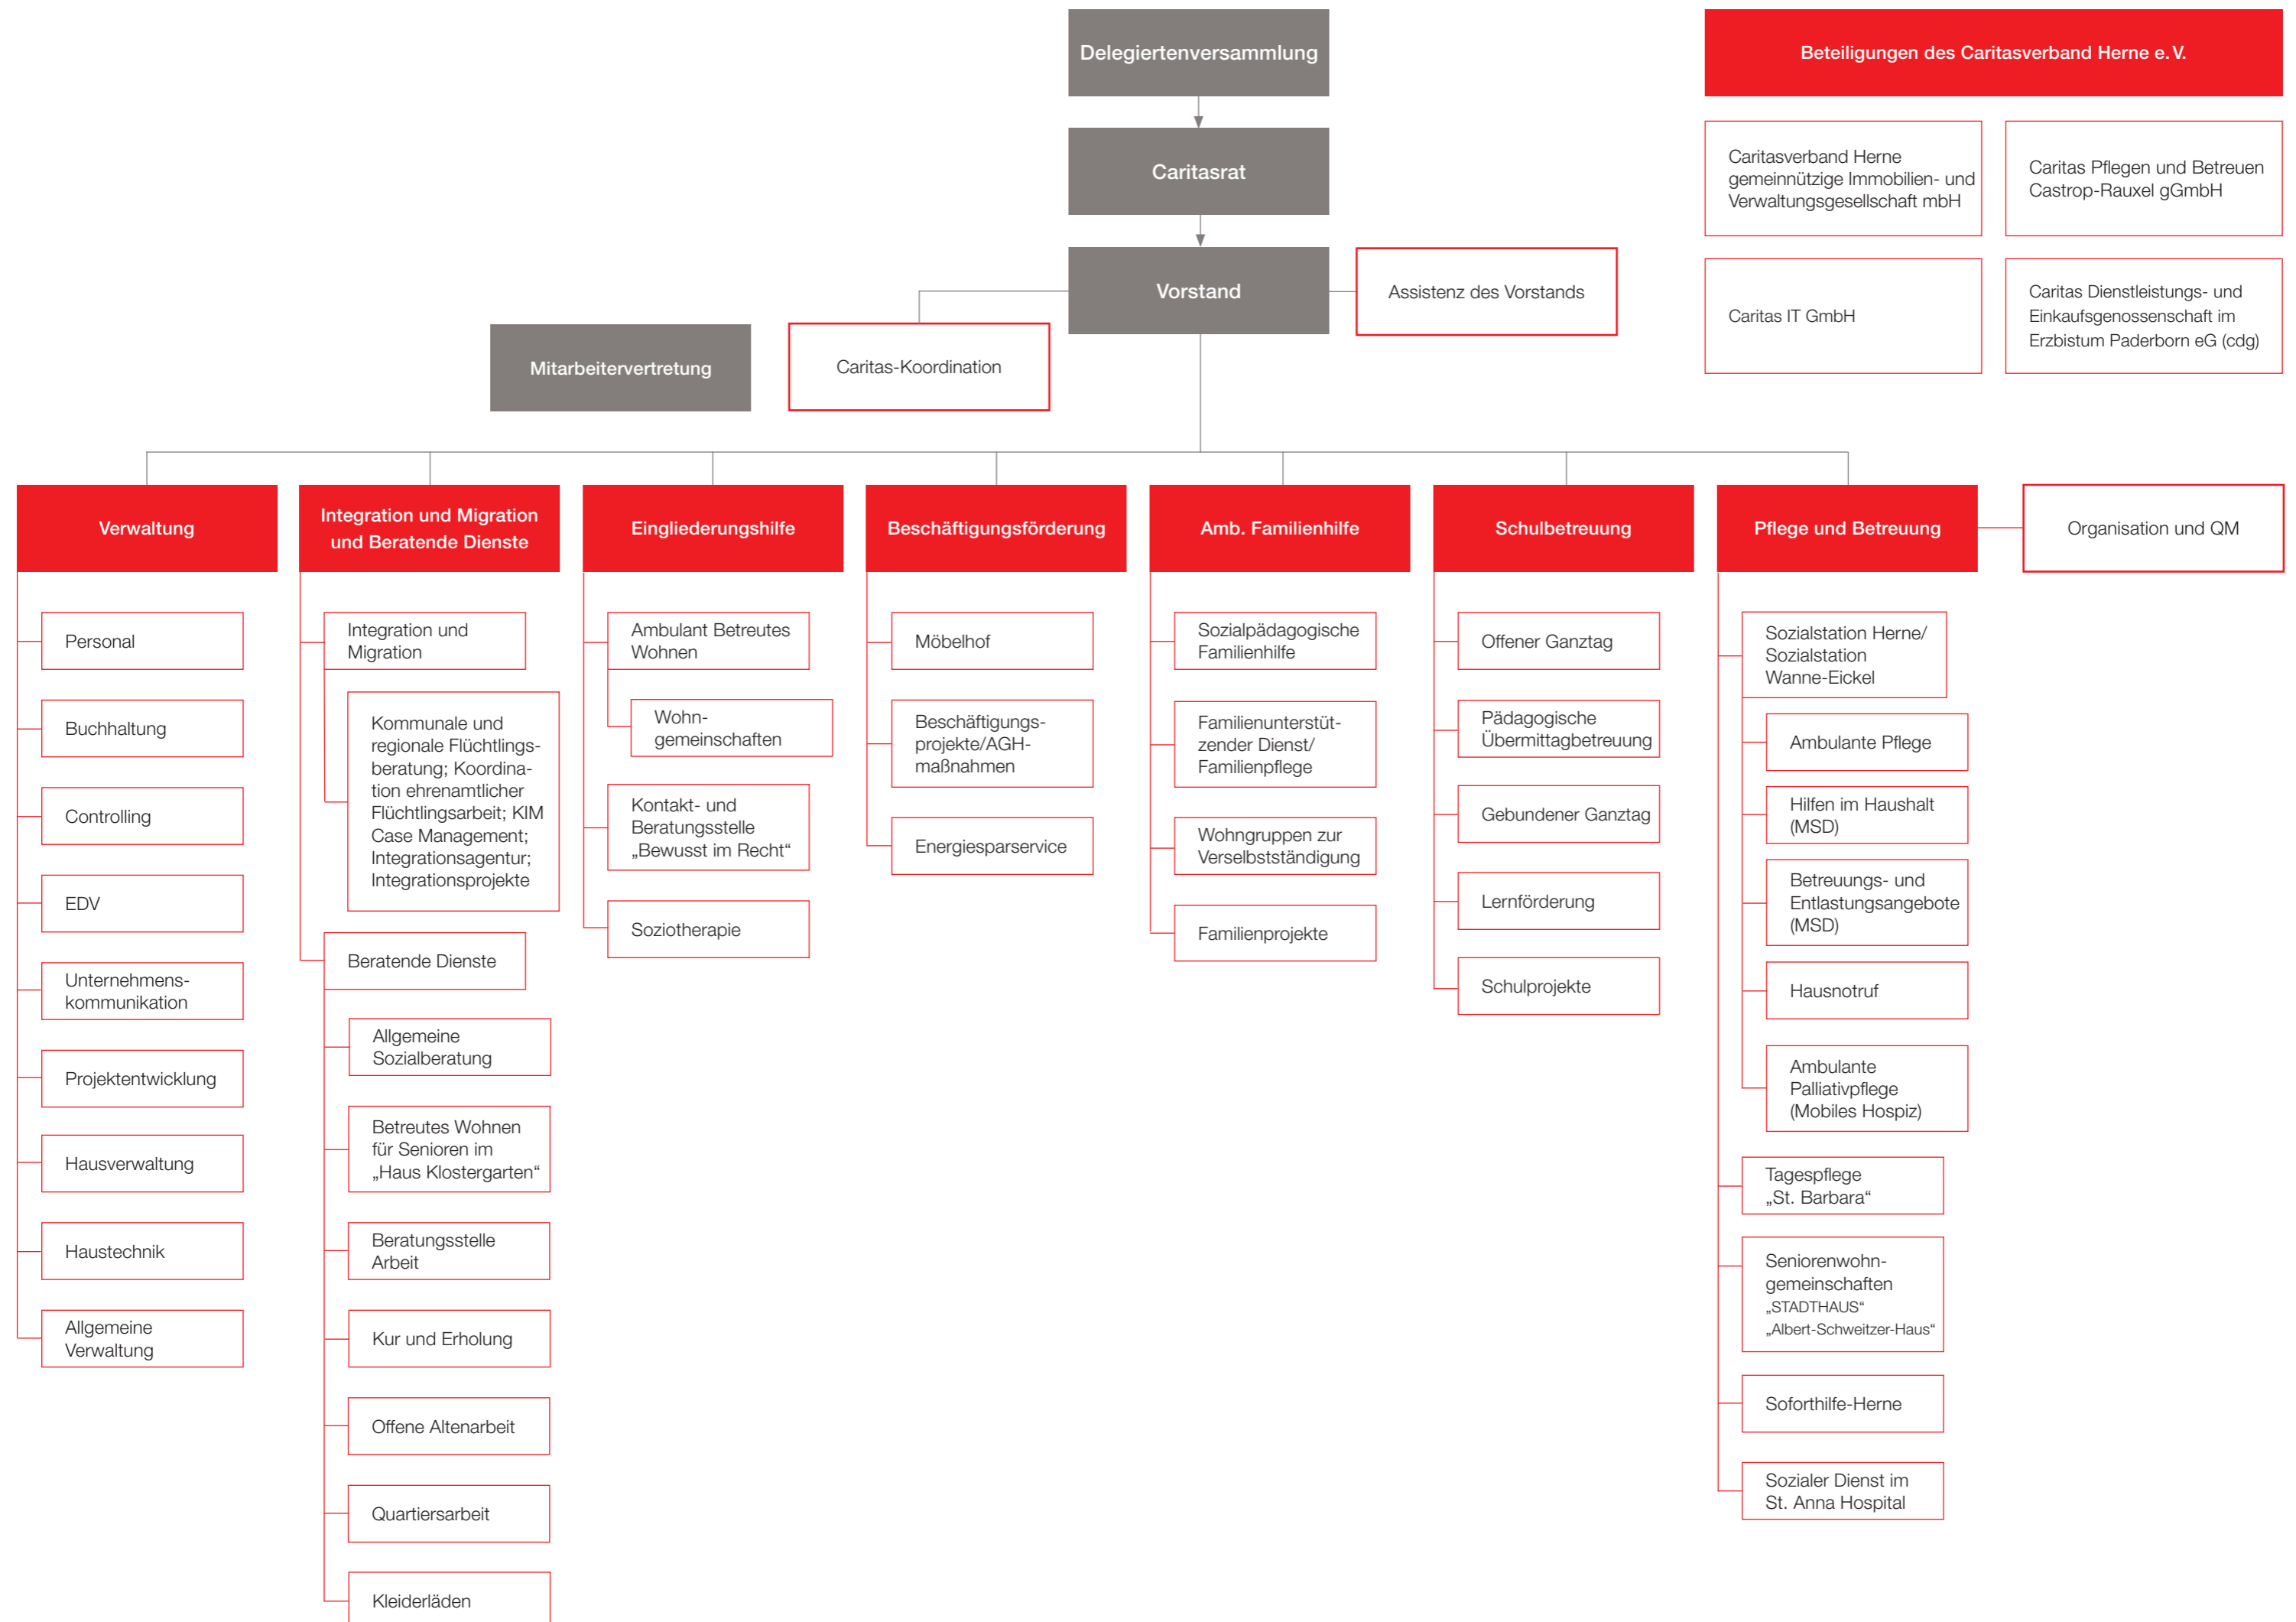 Delegiertenversammlung
Caritasrat
Vorstand
Assistenz des Vorstands
Mitarbeitervertretung
Caritas-Koordination
Beteiligungen des Caritasverband Herne e. V.
Caritasverband Herne
gemeinnützige Immobilien- und
Verwaltungsgesellschaft mbH
Caritas Pflegen und Betreuen
Castrop-Rauxel gGmbH
Caritas IT GmbH
Caritas Dienstleistungs- und
Einkaufsgenossenschaft im
Erzbistum Paderborn eG (cdg)
Verwaltung
Personal
Buchhaltung
Controlling
EDV
Unternehmens-
kommunikation
Projektentwicklung
Hausverwaltung
Haustechnik
Allgemeine
Verwaltung
Integration und Migration
und Beratende Dienste
Integration und
Migration
Kommunale und
regionale Flüchtlings-
beratung; Koordina-
tion ehrenamtlicher
Flüchtlingsarbeit; KIM
Case Management;
Integrationsagentur;
Integrationsprojekte
Beratende Dienste
Allgemeine
Sozialberatung
Betreutes Wohnen
für Senioren im
„Haus Klostergarten“
Beratungsstelle
Arbeit
Kur und Erholung
Offene Altenarbeit
Quartiersarbeit
Kleiderläden
Eingliederungshilfe
Ambulant Betreutes
Wohnen
Wohn-
gemeinschaften
Kontakt- und
Beratungsstelle
„Bewusst im Recht“
Soziotherapie
Beschäftigungsförderung
Möbelhof
Beschäftigungs-
projekte/AGH-
maßnahmen
Energiesparservice
Amb. Familienhilfe
Sozialpädagogische
Familienhilfe
Familienunterstüt-
zender Dienst/
Familienpflege
Wohngruppen zur
Verselbstständigung
Familienprojekte
Schulbetreuung
Offener Ganztag
Pädagogische
Übermittagbetreuung
Gebundener Ganztag
Lernförderung
Schulprojekte
Pflege und Betreuung
Organisation und QM
Sozialstation Herne/
Sozialstation
Wanne-Eickel
Ambulante Pflege
Hilfen im Haushalt
(MSD)
Betreuungs- und
Entlastungsangebote
(MSD)
Hausnotruf
Ambulante
Palliativpflege
(Mobiles Hospiz)
Tagespflege
„St. Barbara“
Seniorenwohn-
gemeinschaften
„STADTHAUS“
„Albert-Schweitzer-Haus“
Soforthilfe-Herne
Sozialer Dienst im
St. Anna Hospital